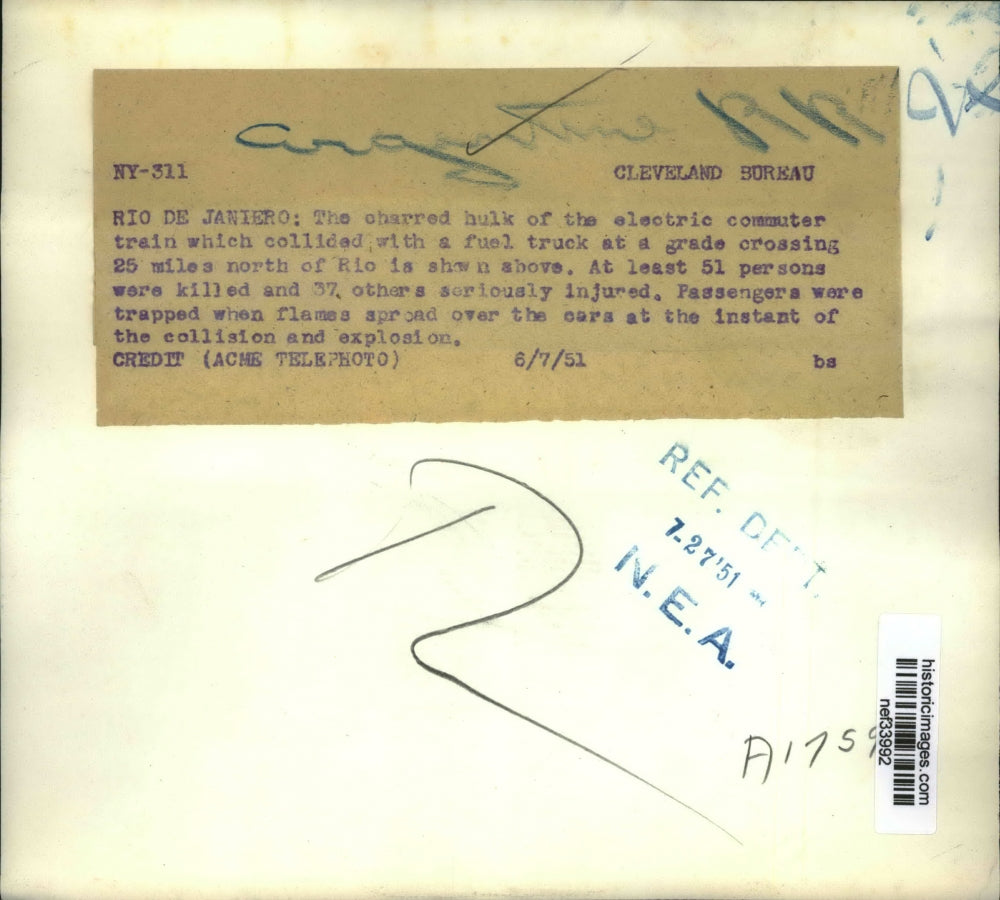 Argentine RR
NY-311 CLEVELAND BUREAU
RIO DE JANIERO: The charred hulk of the electric commuter
train which collided with a fuel truck at a grade crossing
25 miles north of Rio is shown above. At least 51 persons
were killed and 37 others seriously injured. Passengers were
trapped when flames spread over the cars at the instant of
the collision and explosion.
CREDIT (ACME TELEPHOTO) 6/7/51 bs
REF. DEPT.
7-27'51
N.E.A.
R
A1759
historicimages.com
nef33992